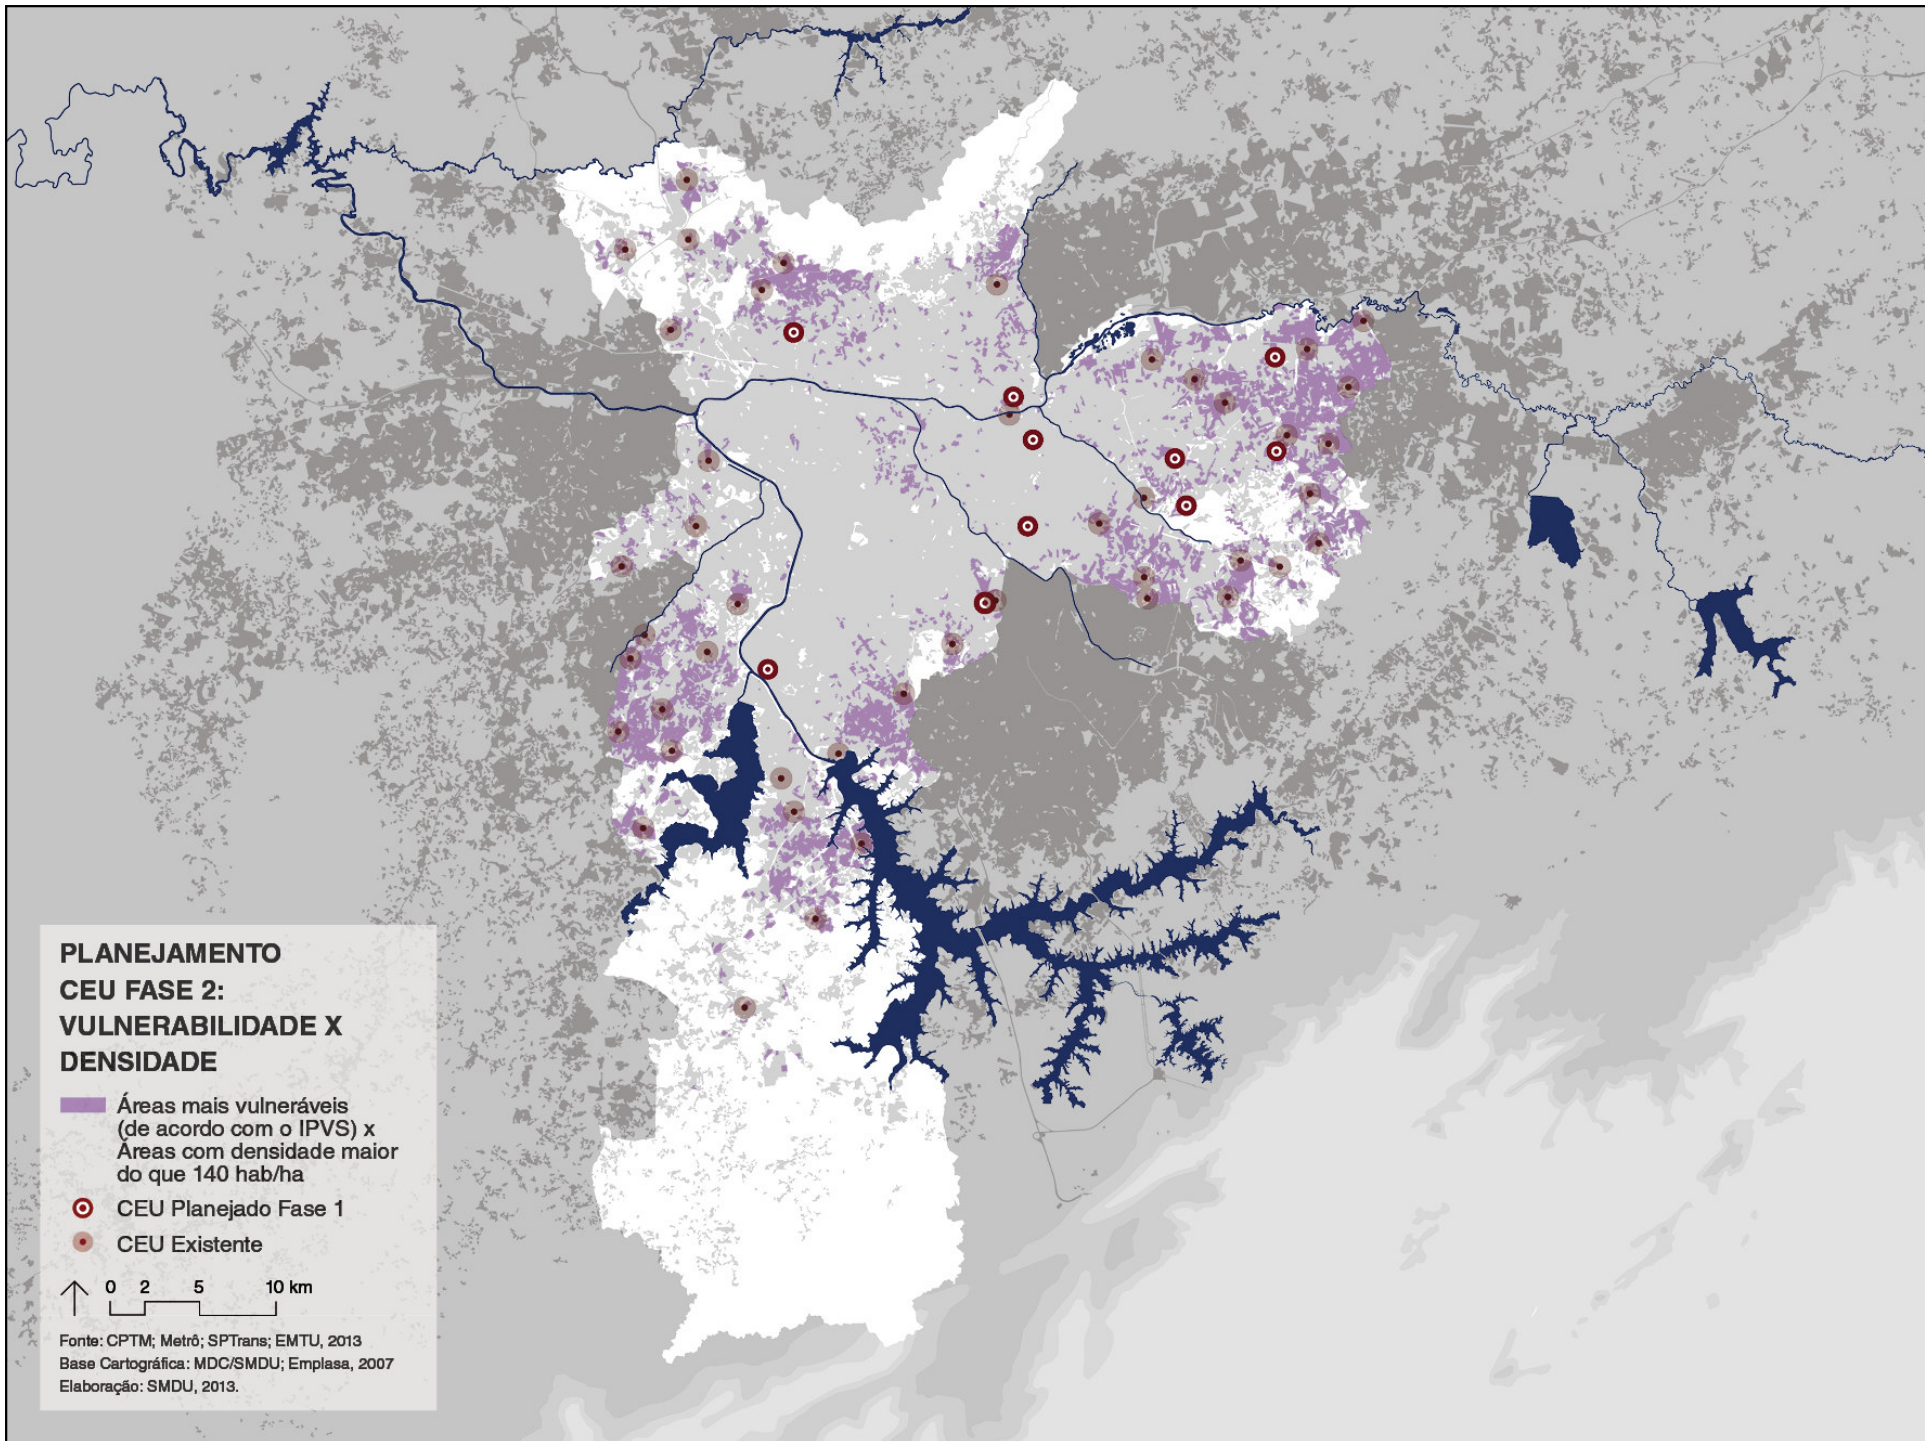 PLANEJAMENTO
CEU FASE 2:
VULNERABILIDADE X
DENSIDADE
Áreas mais vulneráveis
(de acordo com o IPVS) x
Áreas com densidade maior
do que 140 hab/ha
CEU Planejado Fase 1
CEU Existente
0 2 5 10 km
Fonte: CPTM; Metrô; SPTrans; EMTU, 2013
Base Cartográfica: MDC/SMDU; Emplasa, 2007
Elaboração: SMDU, 2013.